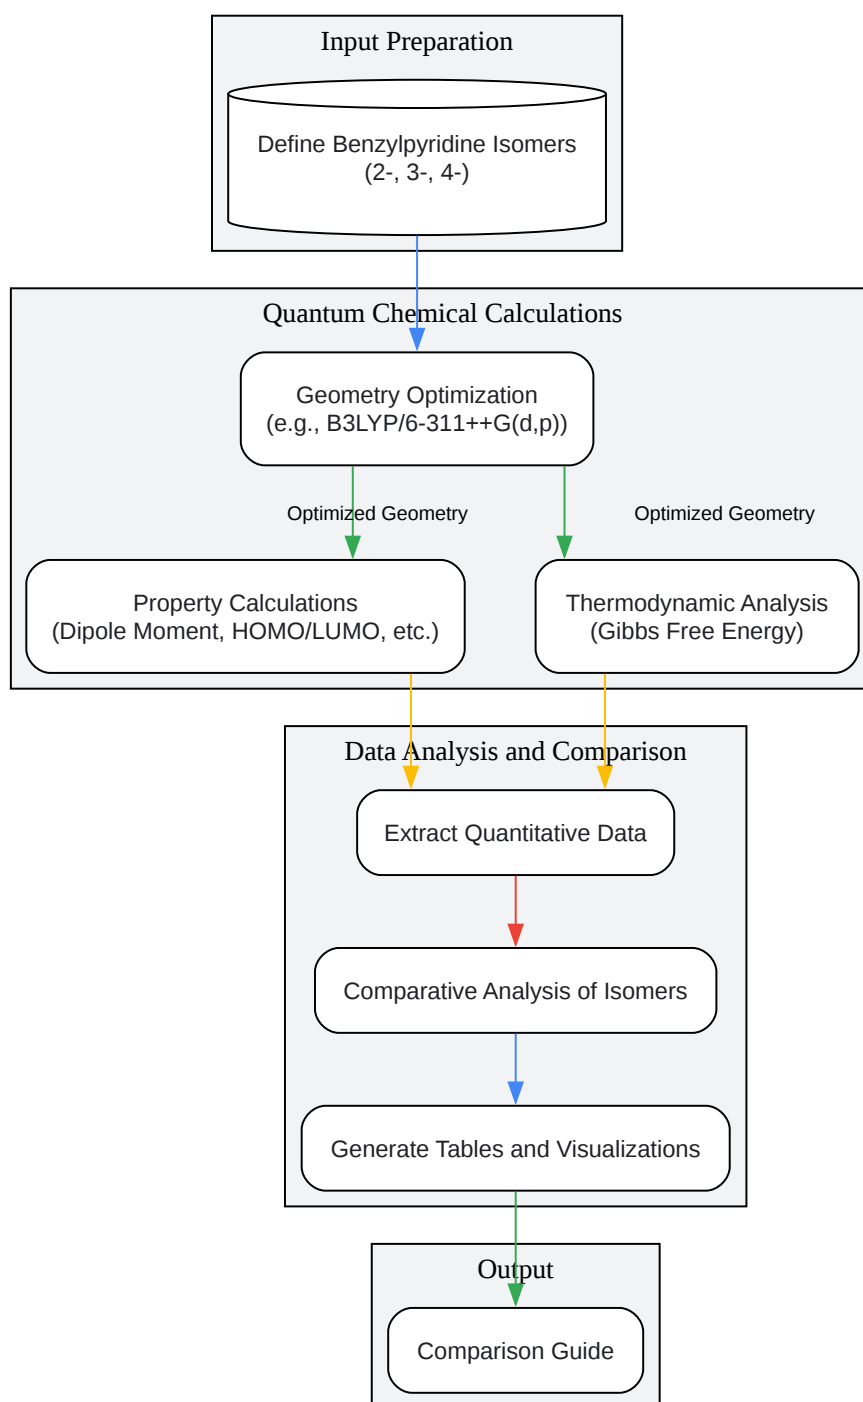 Input Preparation
Define Benzylpyridine Isomers
(2-, 3-, 4-)
Quantum Chemical Calculations
Geometry Optimization
(e.g., B3LYP/6-311++G(d,p))
Optimized Geometry
Optimized Geometry
Property Calculations
(Dipole Moment, HOMO/LUMO, etc.)
Thermodynamic Analysis
(Gibbs Free Energy)
Data Analysis and Comparison
Extract Quantitative Data
Comparative Analysis of Isomers
Generate Tables and Visualizations
Output
Comparison Guide